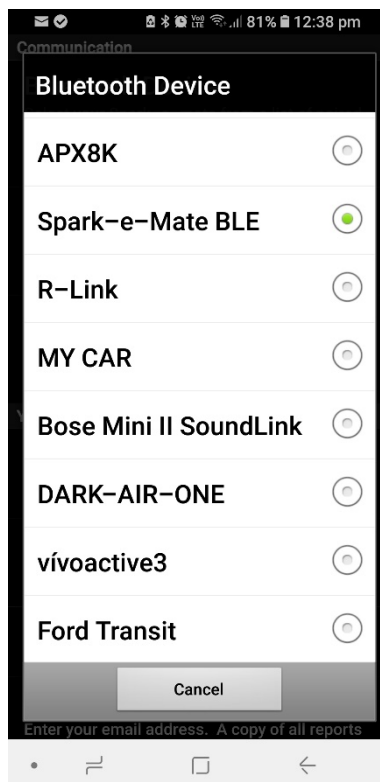 81% 12:38 pm
Communication
Bluetooth Device
APX8K
Spark-e-Mate BLE
R-Link
MY CAR
Bose Mini II SoundLink
DARK-AIR-ONE
vívoactive3
Ford Transit
Cancel
Enter your email address. A copy of all reports